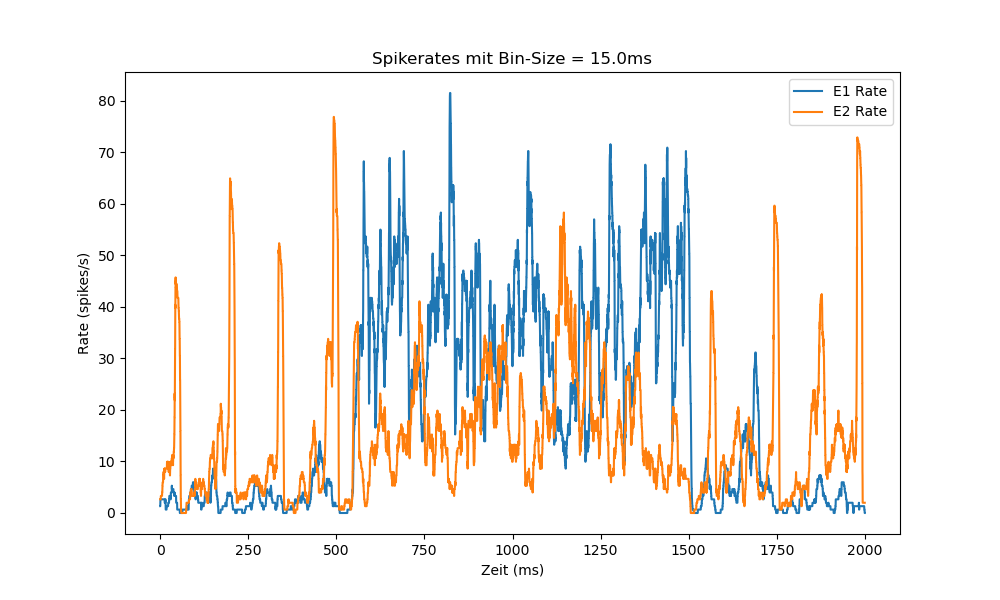 Spikerates mit Bin-Size = 15.0ms
E1 Rate
E2 Rate
Rate (spikes/s)
80
70
60
50
40
30
20
10
0
0 250 500 750 1000 1250 1500 1750 2000
Zeit (ms)